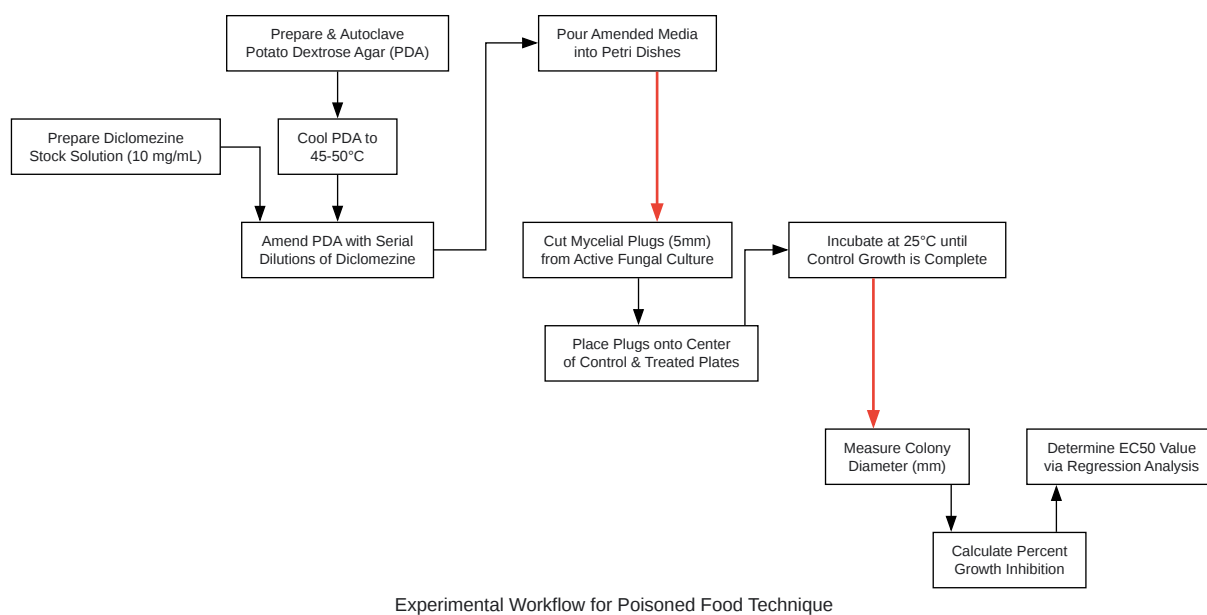 Prepare & Autoclave
Potato Dextrose Agar (PDA)
Pour Amended Media
into Petri Dishes
Prepare Diclomezine
Stock Solution (10 mg/mL)
Cool PDA to
45-50°C
Amend PDA with Serial
Dilutions of Diclomezine
Cut Mycelial Plugs (5mm)
from Active Fungal Culture
Incubate at 25°C until
Control Growth is Complete
Place Plugs onto Center
of Control & Treated Plates
Measure Colony
Diameter (mm)
Determine EC50 Value
via Regression Analysis
Calculate Percent
Growth Inhibition
Experimental Workflow for Poisoned Food Technique